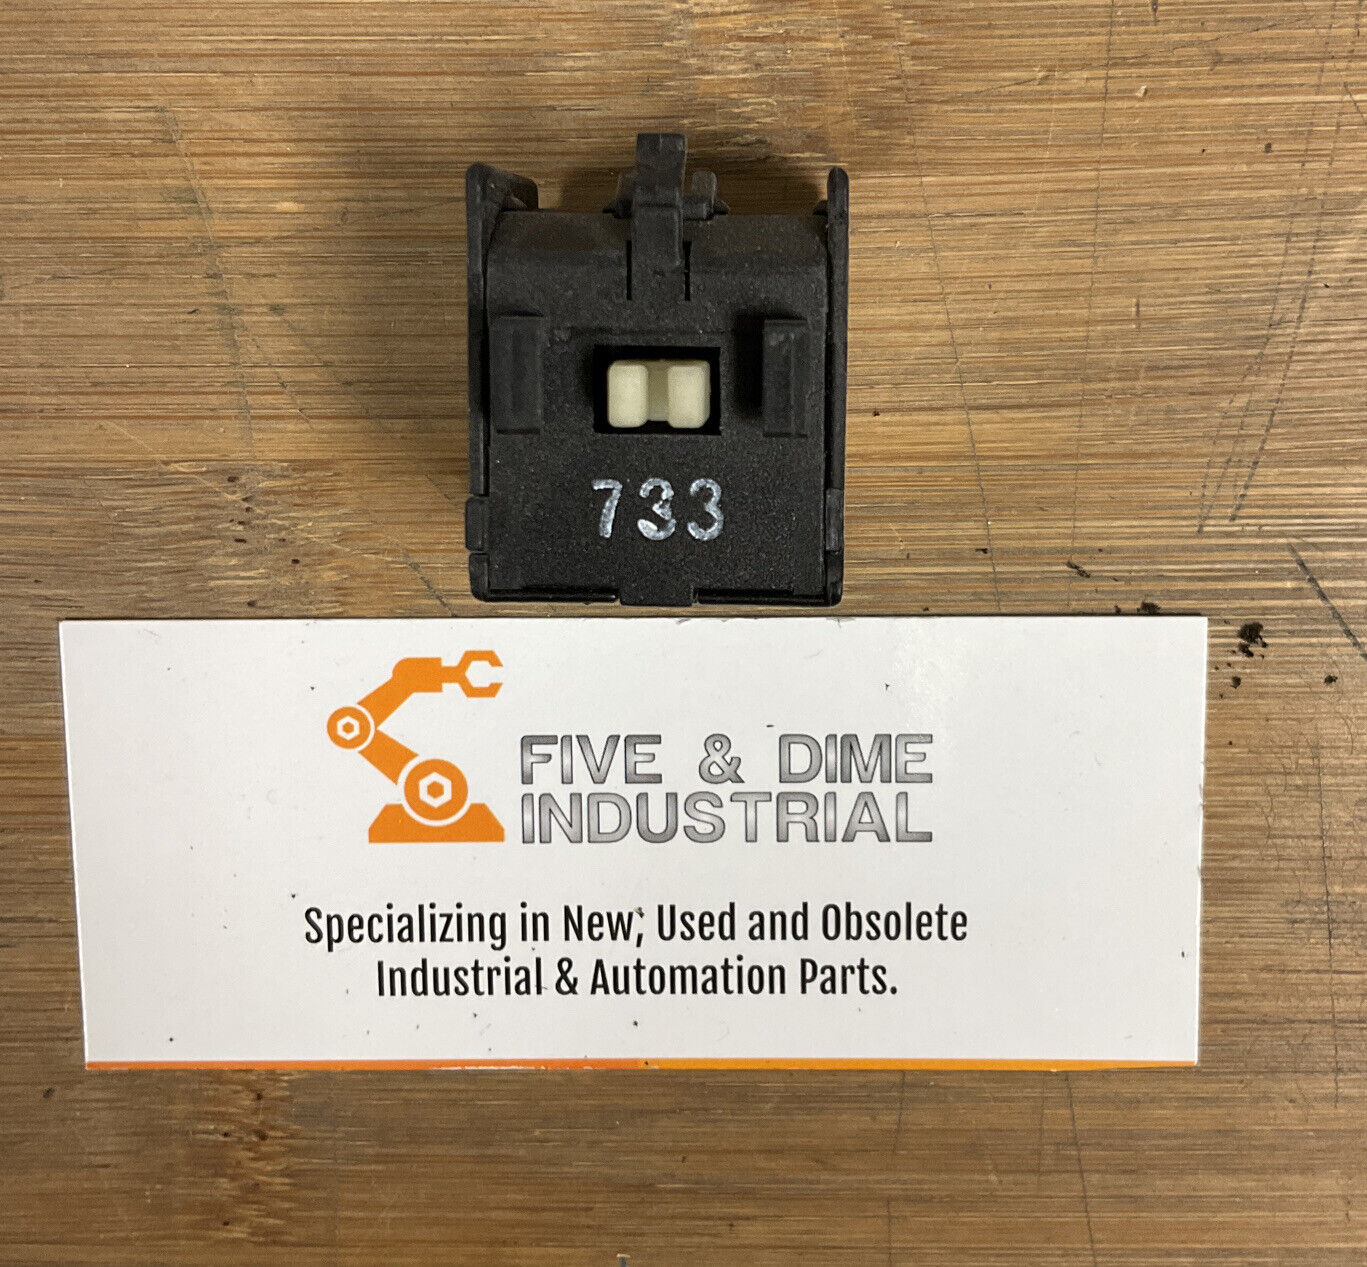 733
FIVE & DIME
INDUSTRIAL
Specializing in New, Used and Obsolete
Industrial & Automation Parts.